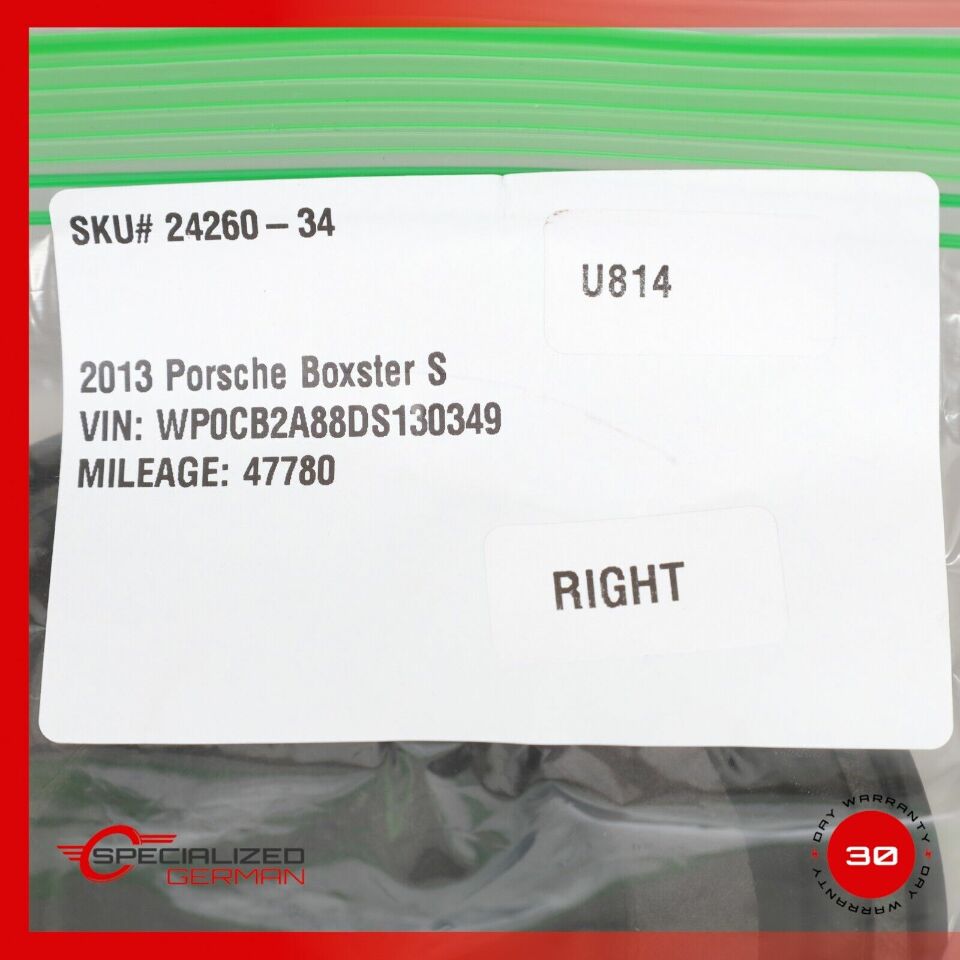 SKU# 24260 – 34
U814
2013 Porsche Boxster S
VIN: WP0CB2A88DS130349
MILEAGE: 47780
RIGHT
SPECIALIZED
GERMAN
DAY WARRANTY
30
DAY WARRANTY